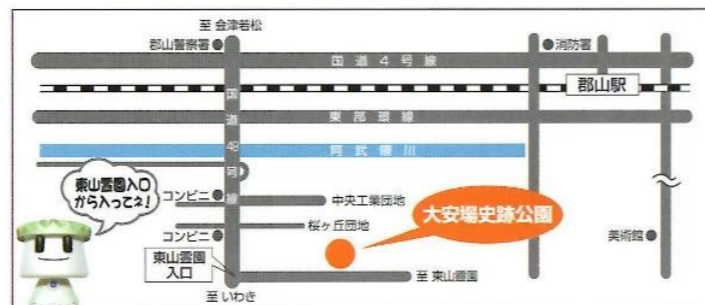 至 会津若松
郡山警察署
消防署
国道4号線
郡山駅
東部環線
国道49号線
阿武隈川
東山霊園入口
から入ってネ!
コンビニ
中央工業団地
桜ヶ丘団地
大安場史跡公園
コンビニ
美術館
東山霊園
入口
至 東山霊園
至 いわき